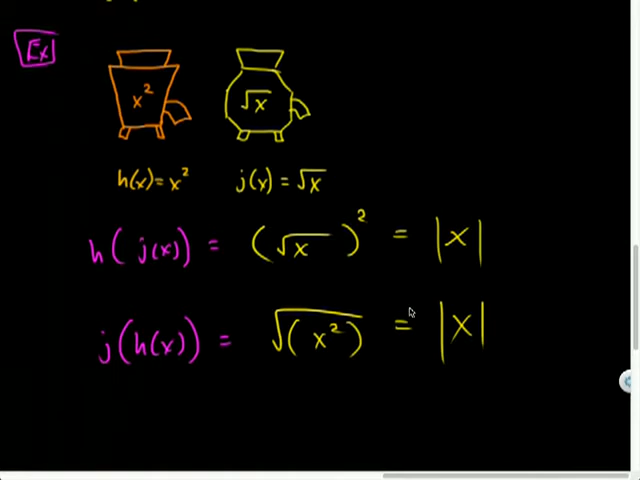 Ex
x² √x
h(x)=x² j(x)=√x
h(j(x)) = (√x)² = |x|
j(h(x)) = √(x²) = |x|